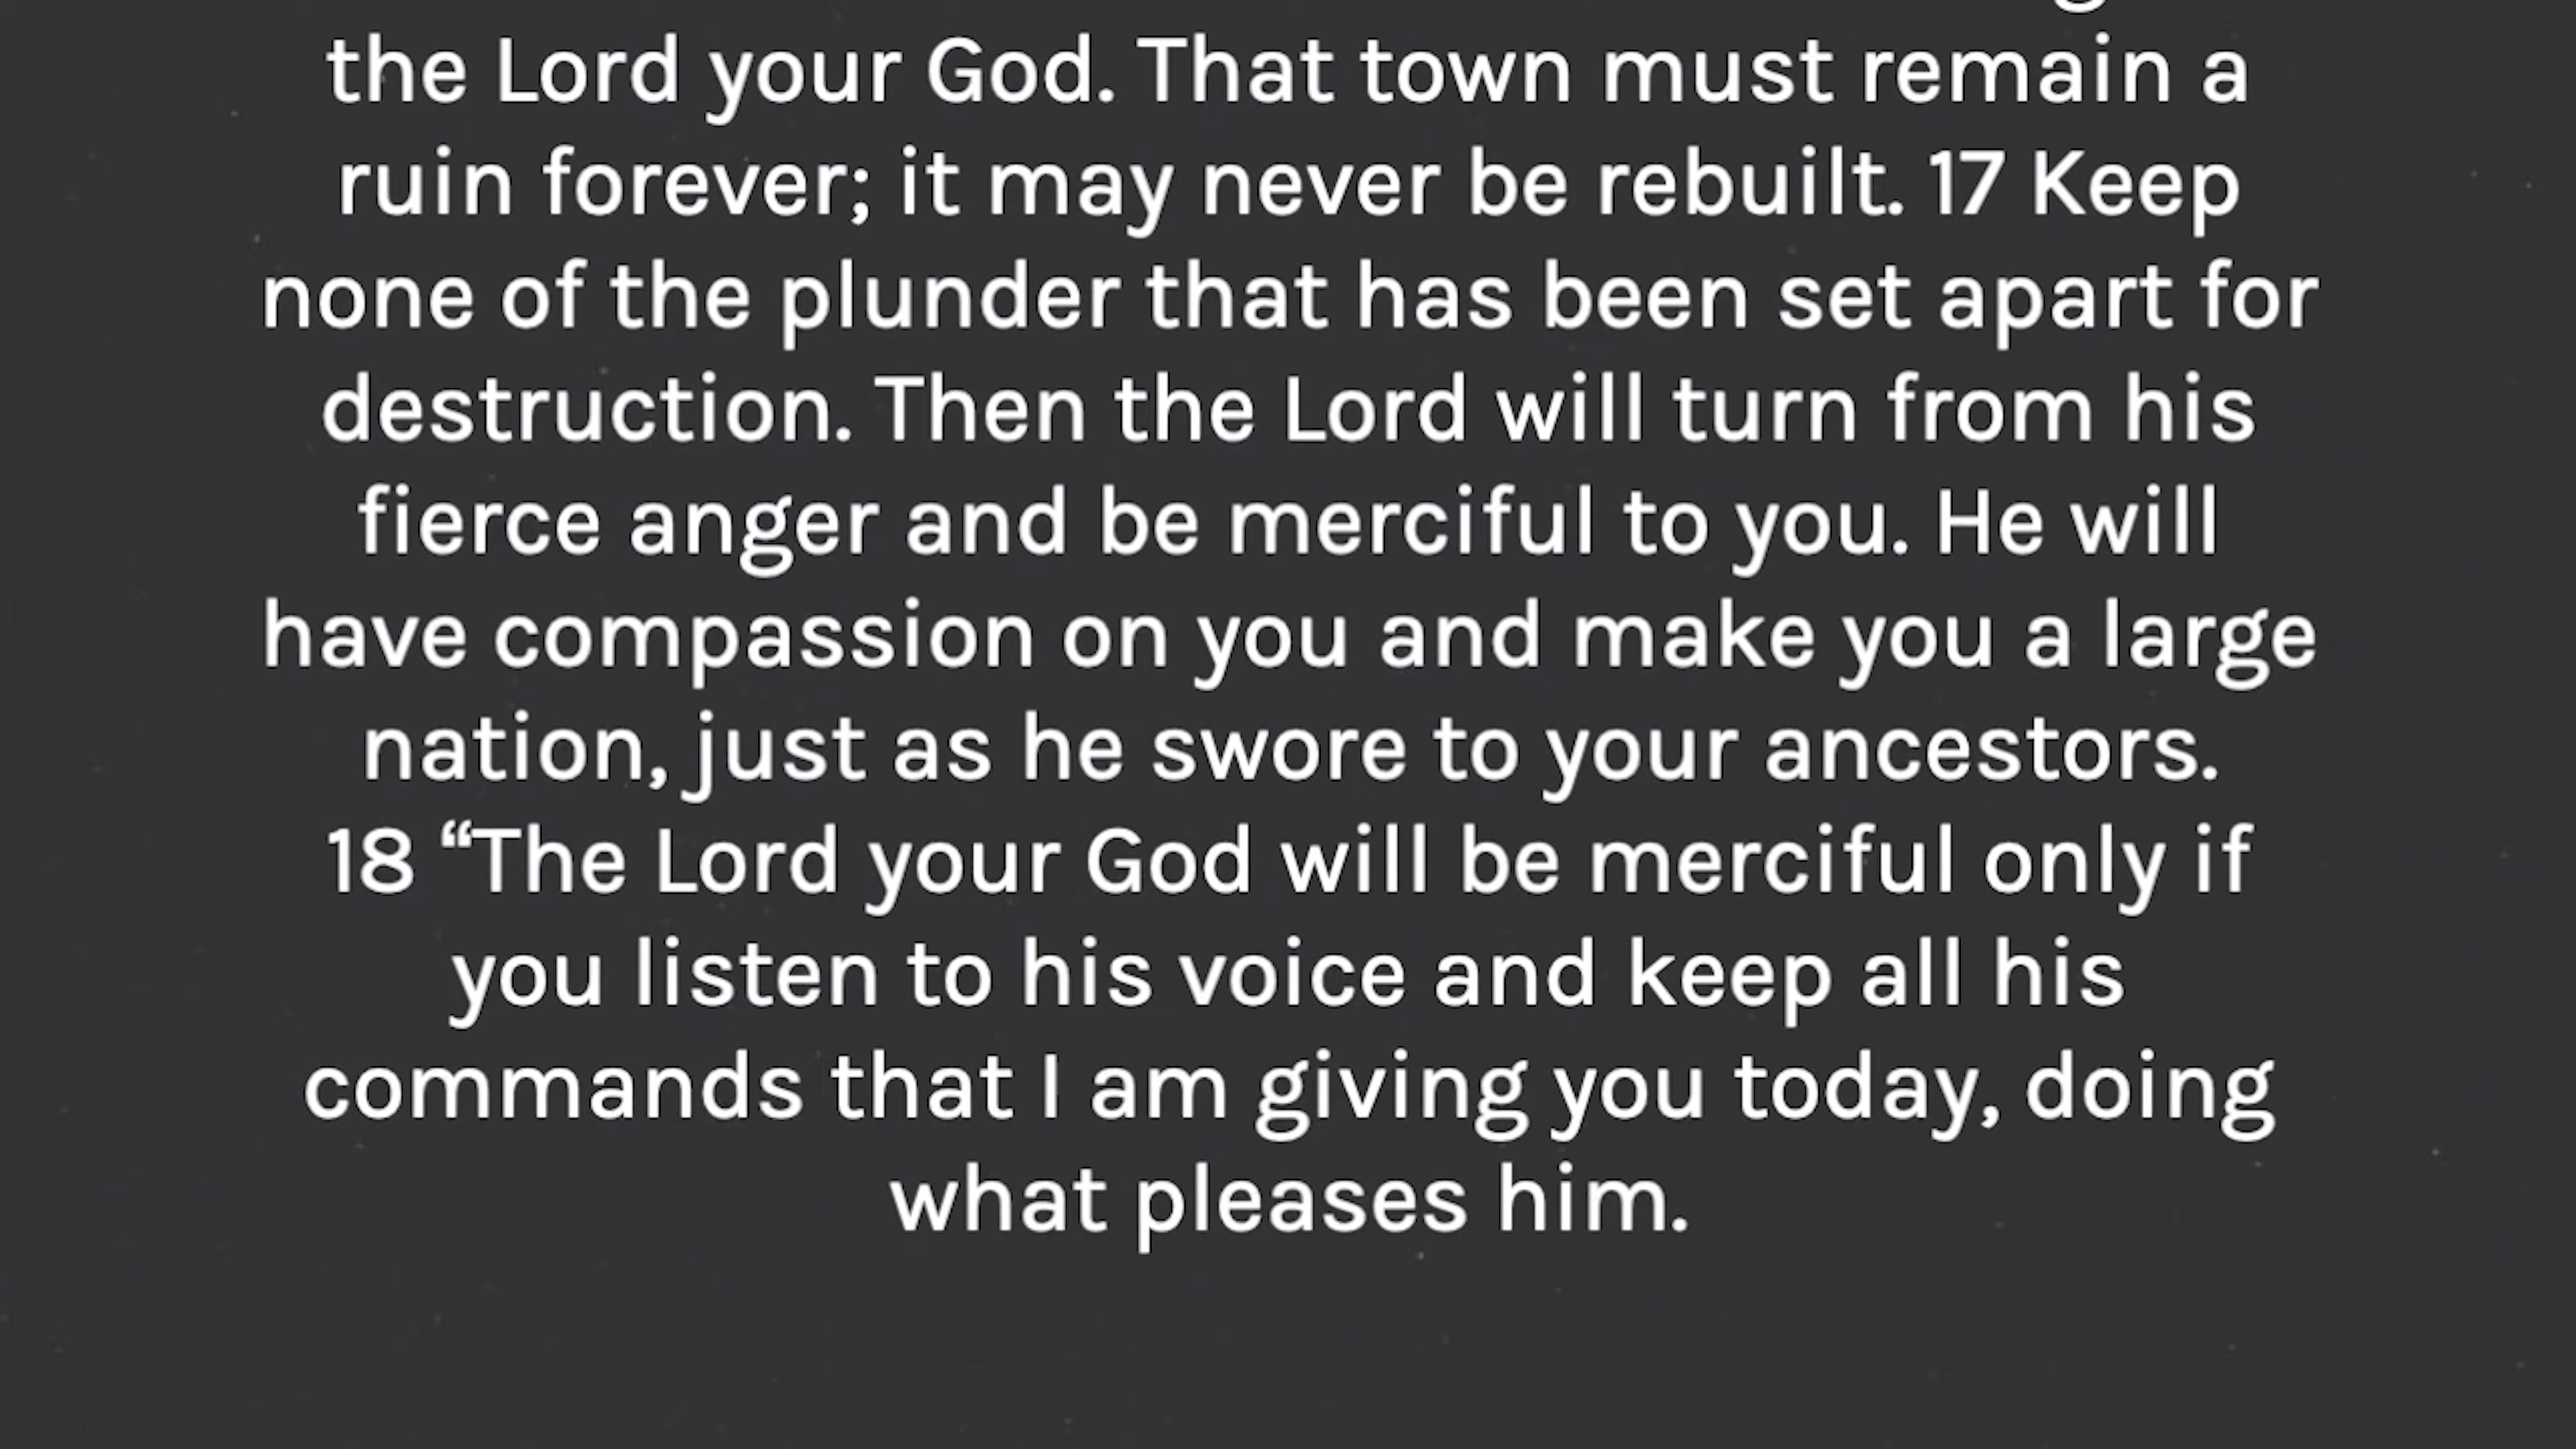 the Lord your God. That town must remain a
ruin forever; it may never be rebuilt. 17 Keep
none of the plunder that has been set apart for
destruction. Then the Lord will turn from his
fierce anger and be merciful to you. He will
have compassion on you and make you a large
nation, just as he swore to your ancestors.
18 “The Lord your God will be merciful only if
you listen to his voice and keep all his
commands that I am giving you today, doing
what pleases him.